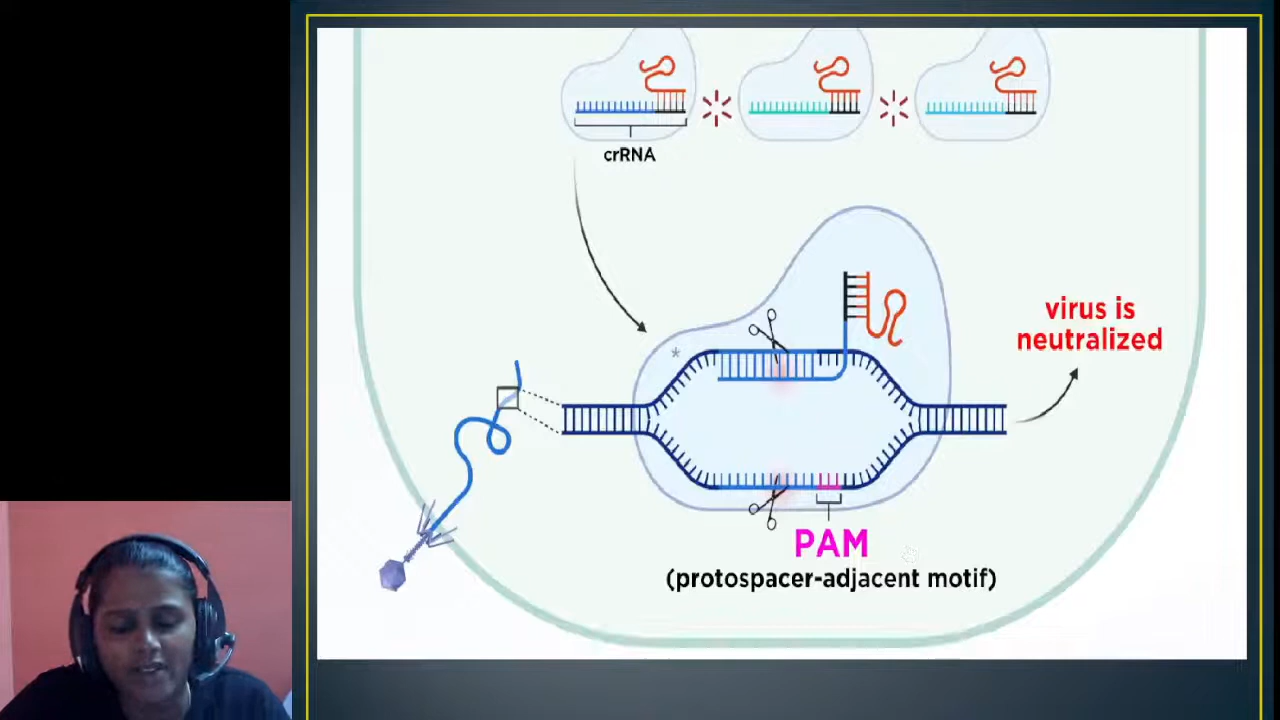 crRNA
virus is
neutralized
*
PAM
(protospacer-adjacent motif)